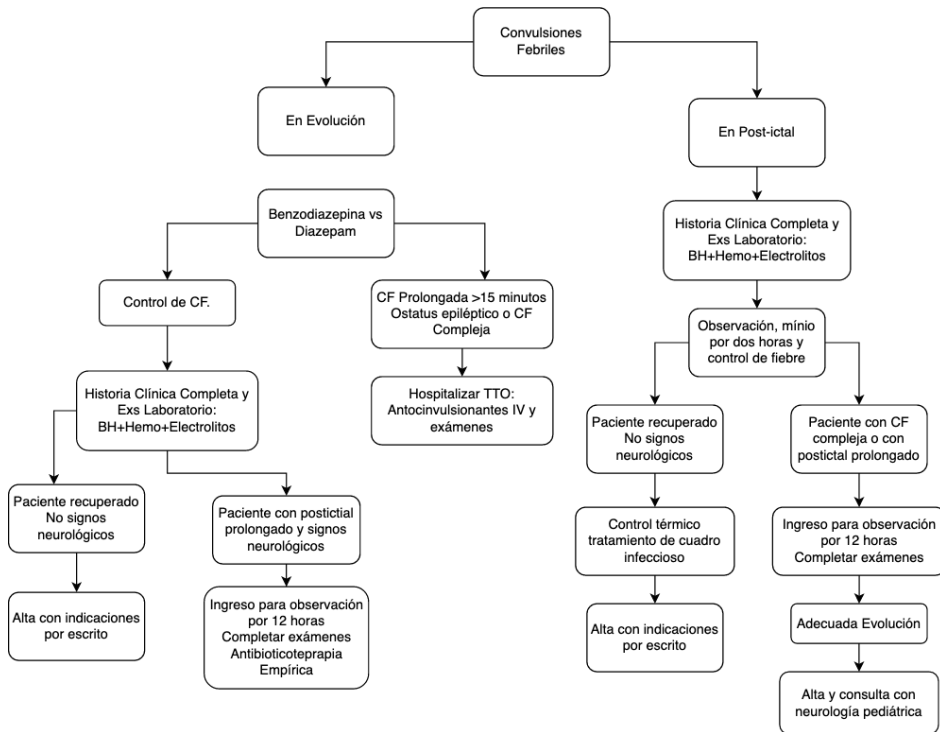 Convulsiones
Febriles
En Evolución
En Post-ictal
Benzodiazepina vs
Diazepam
Historia Clínica Completa y
Exs Laboratorio:
BH+Hemo+Electrolitos
Control de CF.
CF Prolongada >15 minutos
Ostatus epiléptico o CF
Compleja
Observación, mínio
por dos horas y
control de fiebre
Historia Clínica Completa y
Exs Laboratorio:
BH+Hemo+Electrolitos
Hospitalizar TTO:
Antocinvulsionantes IV y
exámenes
Paciente recuperado
No signos
neurológicos
Paciente con CF
compleja o con
postictal prolongado
Paciente recuperado
No signos
neurológicos
Paciente con postictial
prolongado y signos
neurológicos
Control térmico
tratamiento de cuadro
infeccioso
Ingreso para observación
por 12 horas
Completar exámenes
Alta con indicaciones
por escrito
Ingreso para observación
por 12 horas
Completar exámenes
Antibioticoteprapia
Empírica
Alta con indicaciones
por escrito
Adecuada Evolución
Alta y consulta con
neurología pediátrica